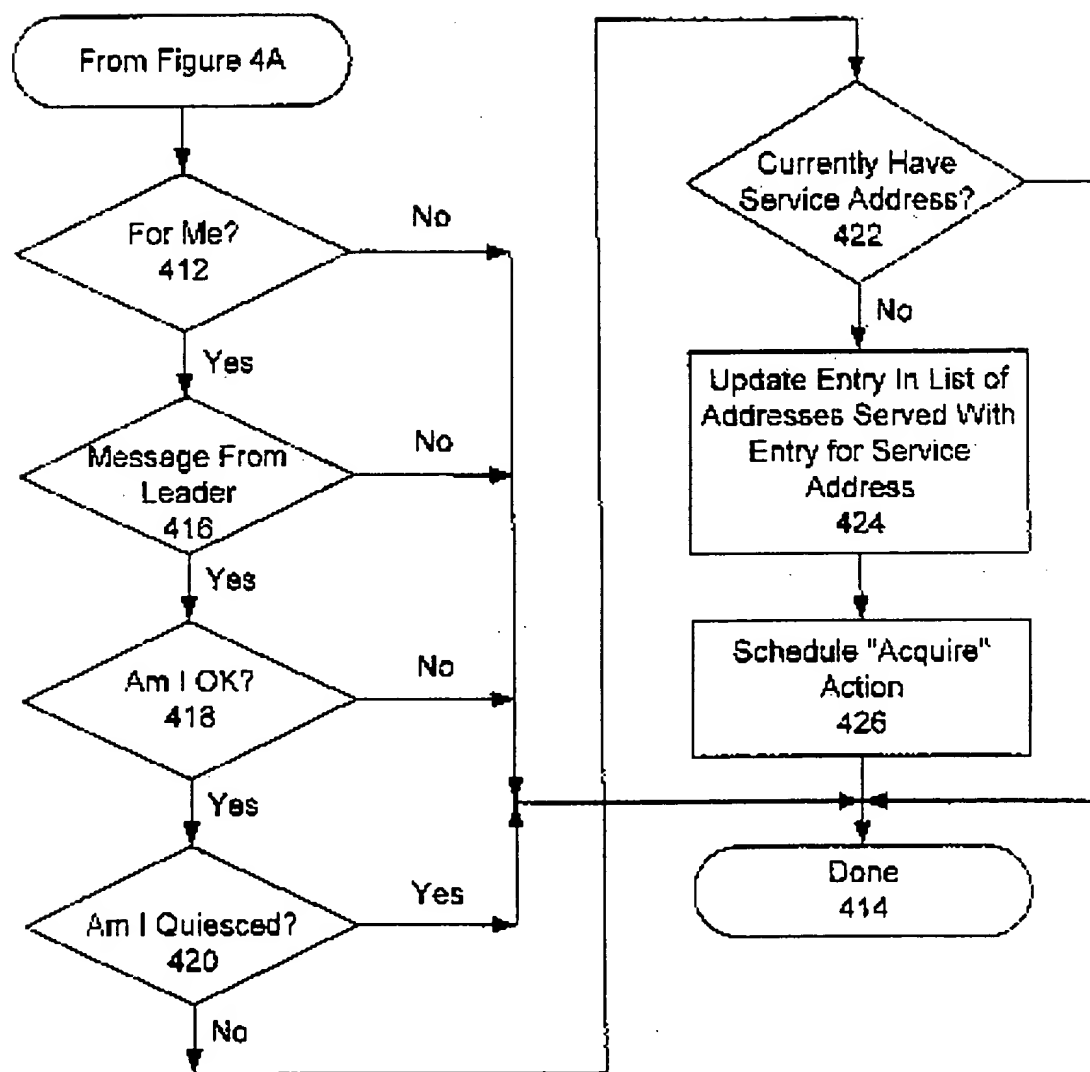 From Figure 4A
For Me?
412
No
Yes
Message From
Leader
416
No
Yes
Am I OK?
418
No
Yes
Am I Quiesced?
420
Yes
No
Currently Have
Service Address?
422
No
Update Entry In List of
Addresses Served With
Entry for Service
Address
424
Schedule "Acquire"
Action
426
Done
414